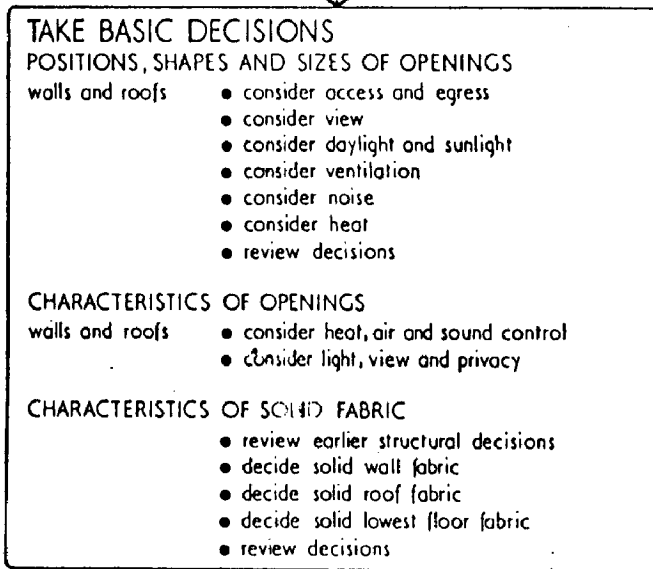 TAKE BASIC DECISIONS
POSITIONS, SHAPES AND SIZES OF OPENINGS
walls and roofs • consider access and egress
• consider view
• consider daylight and sunlight
• consider ventilation
• consider noise
• consider heat
• review decisions
CHARACTERISTICS OF OPENINGS
walls and roofs • consider heat, air and sound control
• consider light, view and privacy
CHARACTERISTICS OF SOLID FABRIC
• review earlier structural decisions
• decide solid wall fabric
• decide solid roof fabric
• decide solid lowest floor fabric
• review decisions